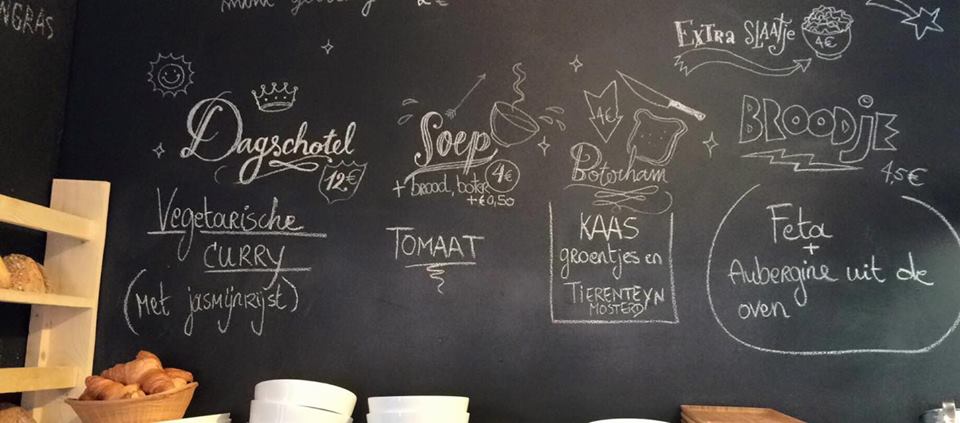 NGRAS
2€
Extra SLAATJE
4€
Dagschotel
12,€
Vegetarische
CURRY
(Met jasmijnrijst)
Soep
4€
+ brood, boter
+€0,50
TOMAAT
4€
Boterham
KAAS
groentjes en
TIERENTEYN
MOSTERD
BROODJE
4,5€
Feta
+
Aubergine uit de
oven